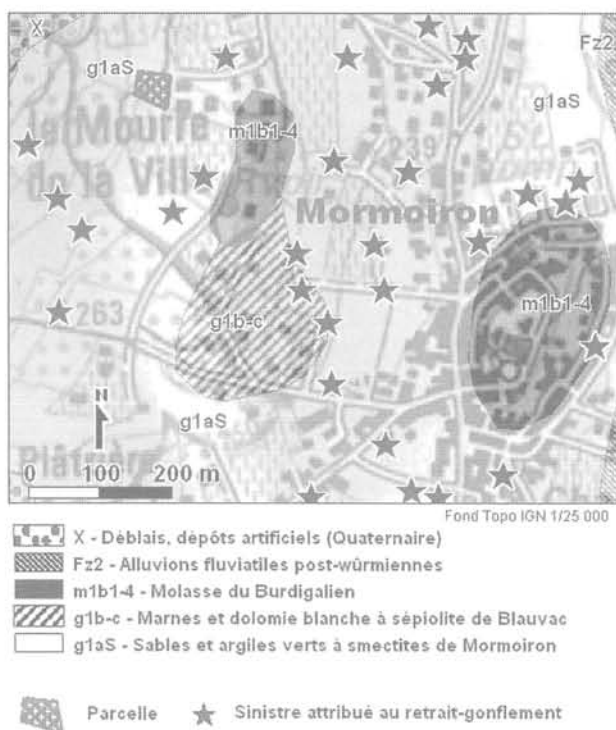 X
Fz2
g1aS
g1aS
la Mourre
m1b1-4
239
de la Vill
Mormoiron
263
g1b-c
m1b1-4
g1aS
N
Plâtrière
0 100 200 m
Fond Topo IGN 1/25 000
X - Déblais, dépôts artificiels (Quaternaire)
Fz2 - Alluvions fluviatiles post-würmiennes
m1b1-4 - Molasse du Burdigalien
g1b-c - Marnes et dolomie blanche à sépiolite de Blauvac
g1aS - Sables et argiles verts à smectites de Mormoiron
Parcelle Sinistre attribué au retrait-gonflement